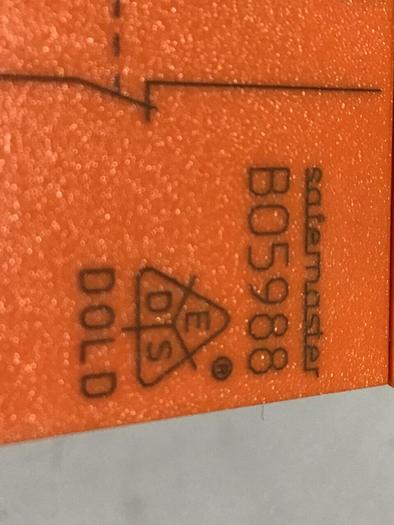 safemaster
BO5988
®
E
D S
DOLD